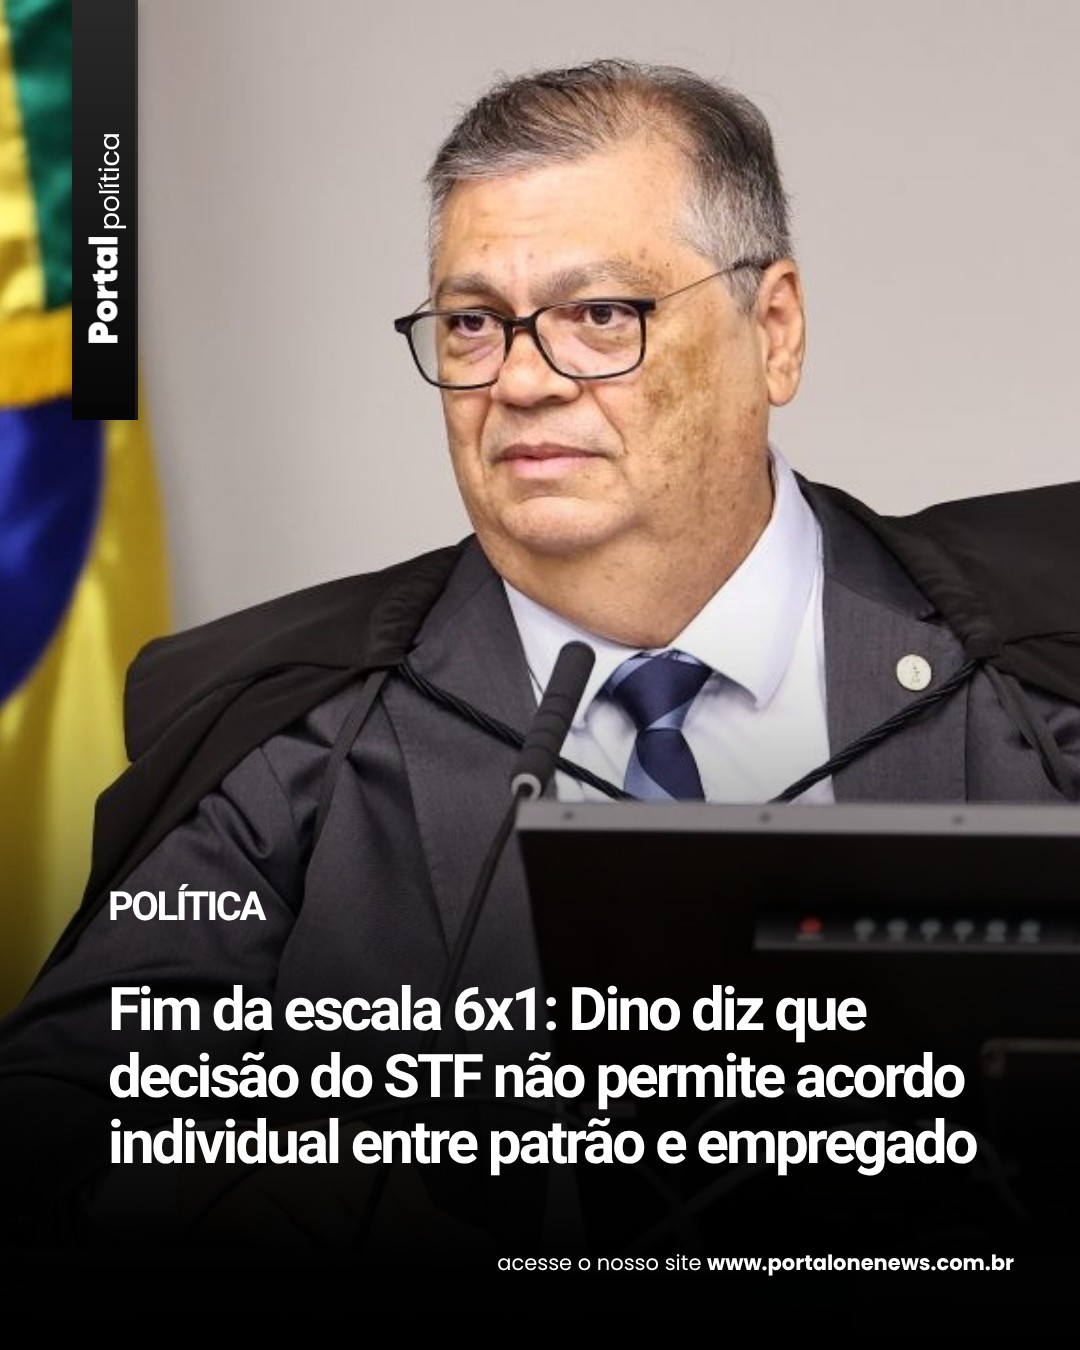 Portal política
POLÍTICA
Fim da escala 6x1: Dino diz que
decisão do STF não permite acordo
individual entre patrão e empregado
acesse o nosso site www.portalonenews.com.br